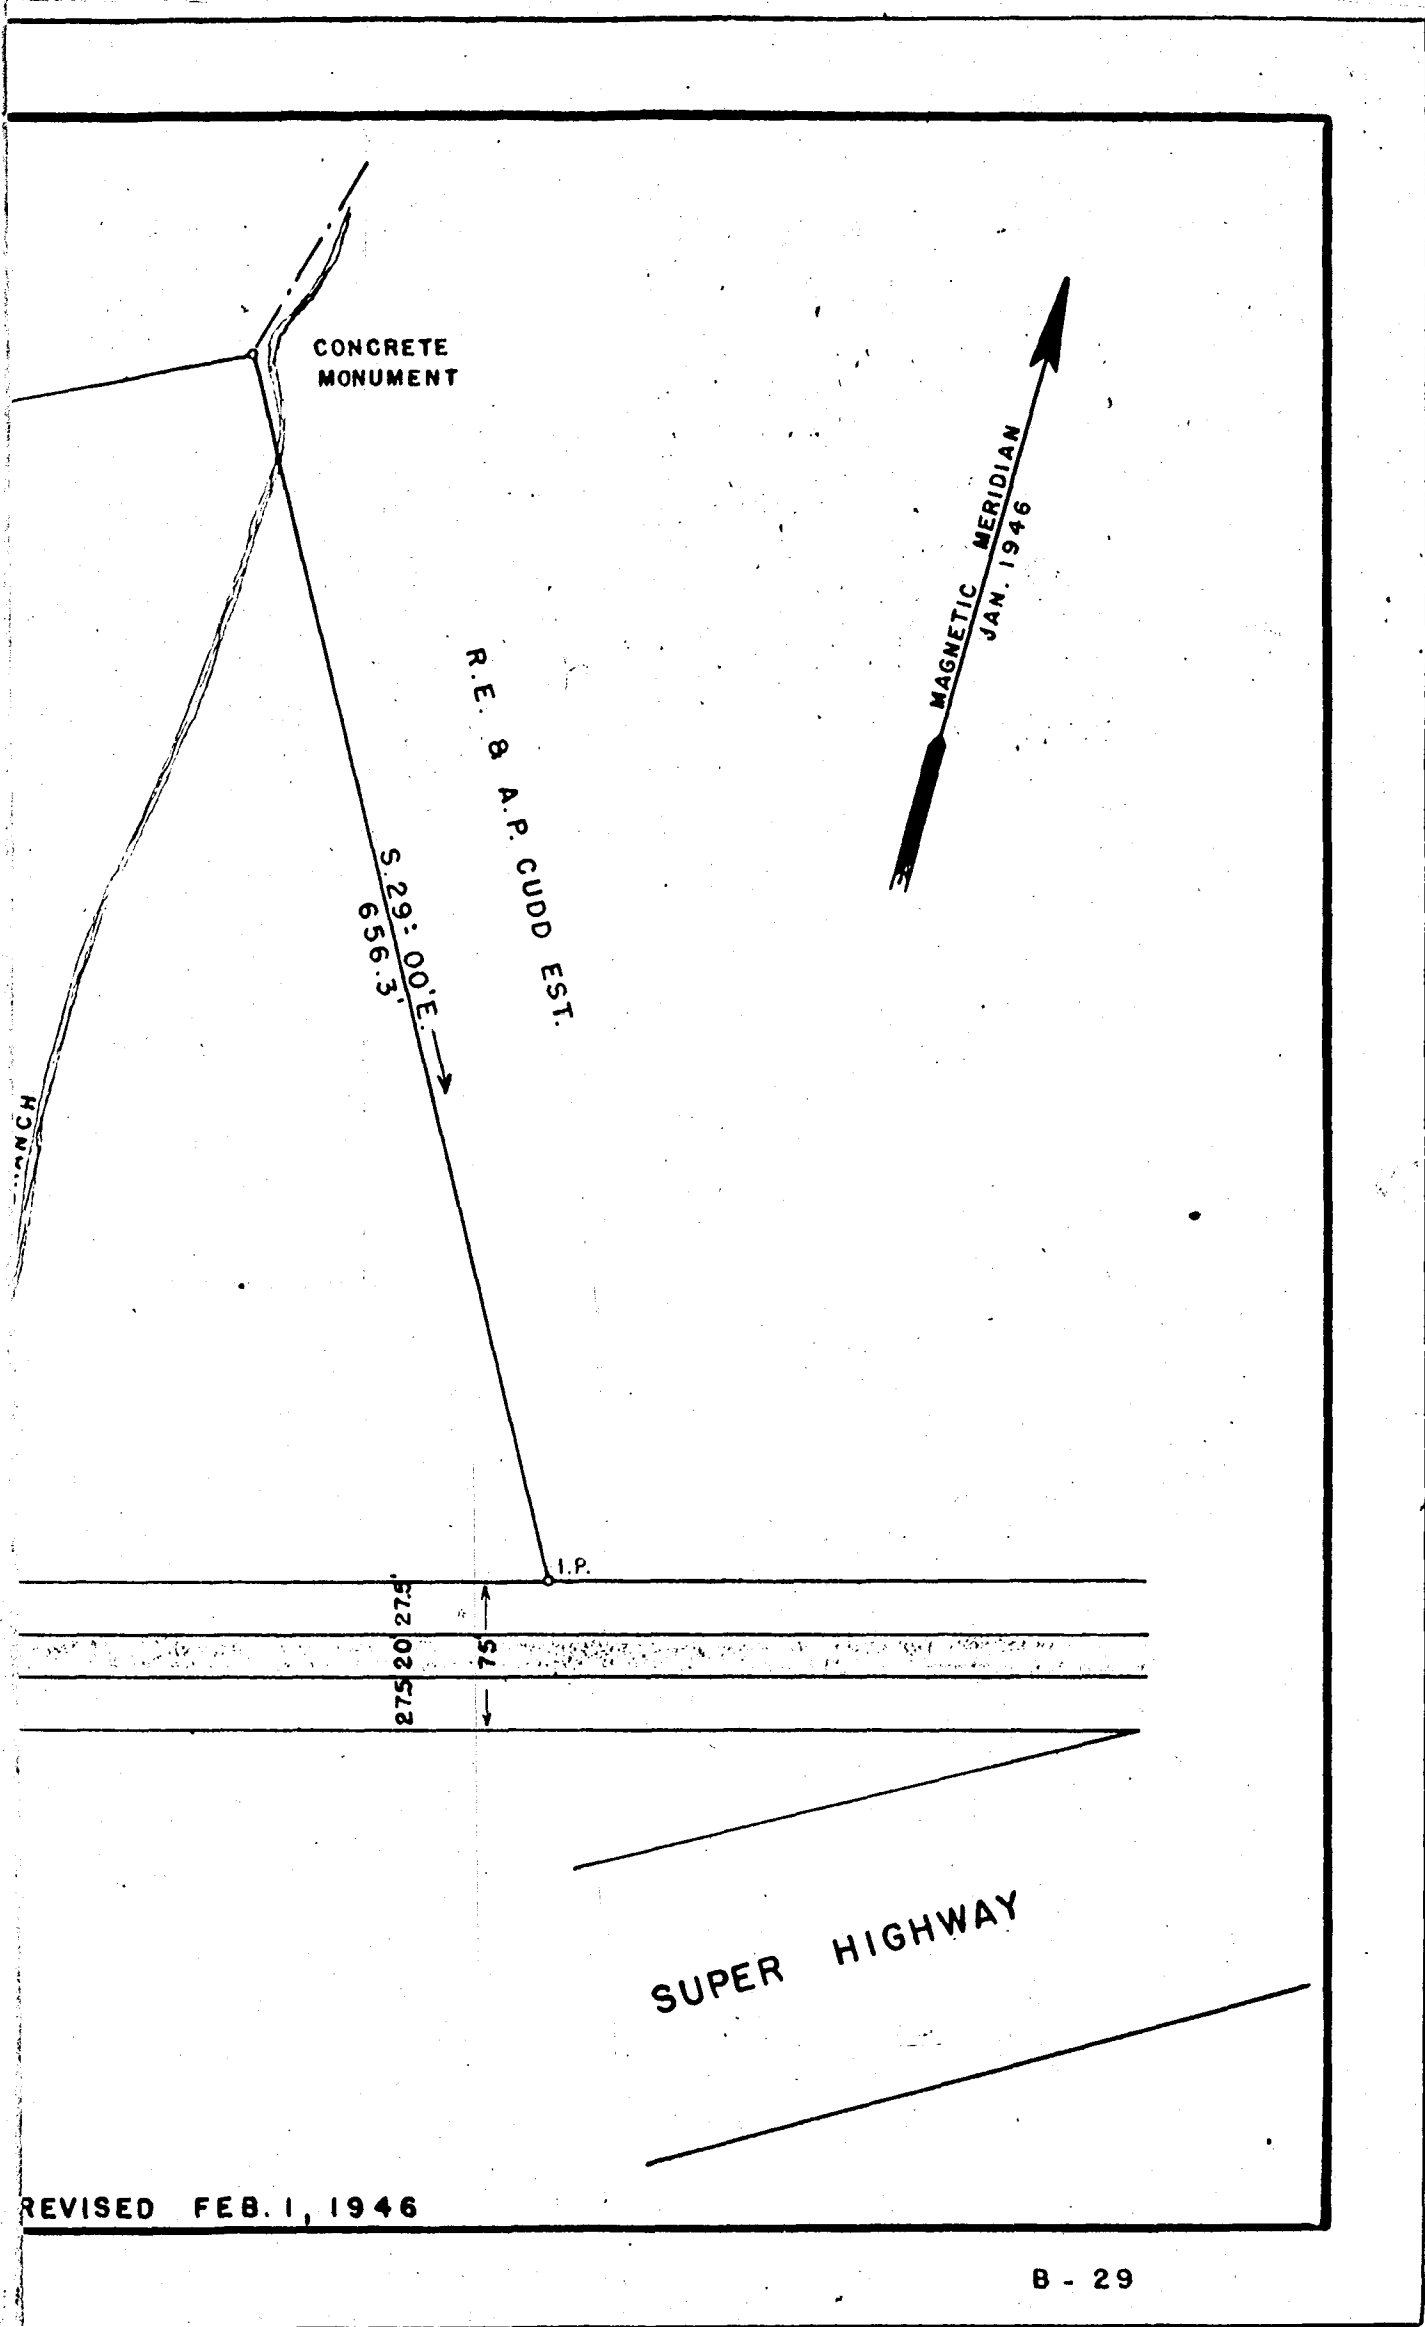 CONCRETE
MONUMENT
MAGNETIC MERIDIAN
JAN. 1946
R.E. & A.P. CUDD EST.
S. 29° 00' E.
656.3'
I.P.
27.5'
20'
27.5
75'
SUPER HIGHWAY
REVISED FEB. 1, 1946
B - 29